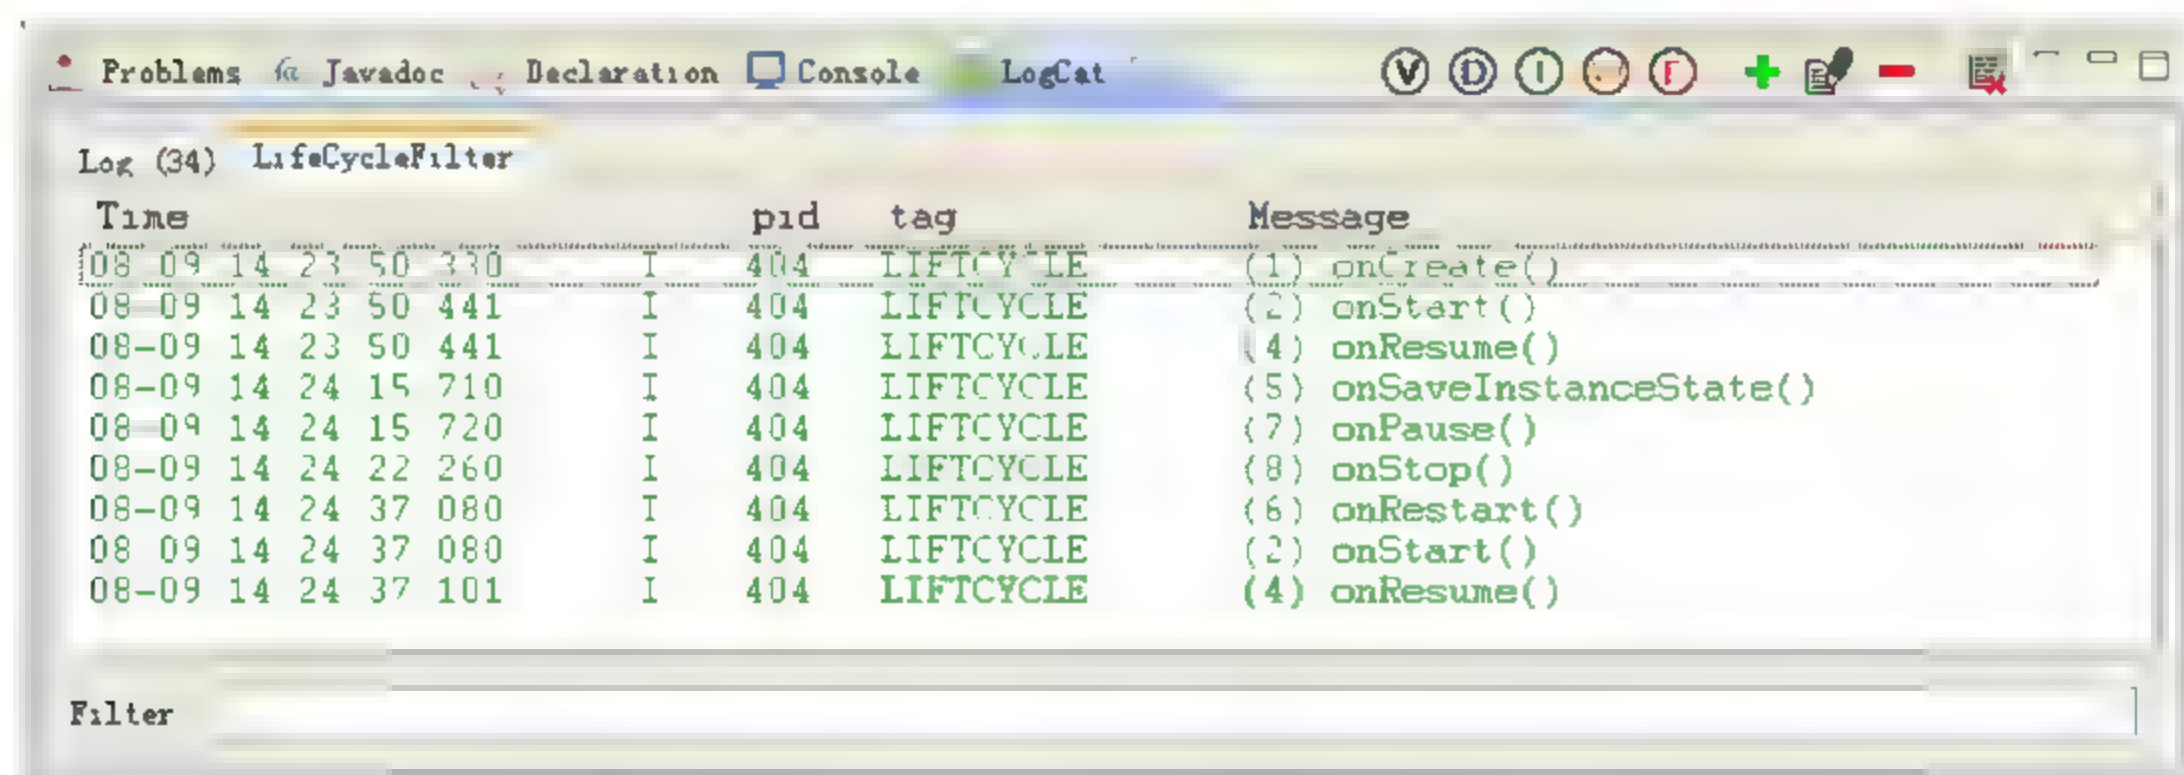 Problems Javadoc Declaration Console LogCat V D I
Log (34) LifeCycleFilter
Time pid tag Message
08 09 14 23 50 330 I 404 LIFTCYCLE (1) onCreate()
08-09 14 23 50 441 I 404 LIFTCYCLE (2) onStart()
08-09 14 23 50 441 I 404 LIFTCYCLE (4) onResume()
08-09 14 24 15 710 I 404 LIFTCYCLE (5) onSaveInstanceState()
08-09 14 24 15 720 I 404 LIFTCYCLE (7) onPause()
08-09 14 24 22 260 I 404 LIFTCYCLE (8) onStop()
08-09 14 24 37 080 I 404 LIFTCYCLE (6) onRestart()
08 09 14 24 37 080 I 404 LIFTCYCLE (2) onStart()
08-09 14 24 37 101 I 404 LIFTCYCLE (4) onResume()
Filter